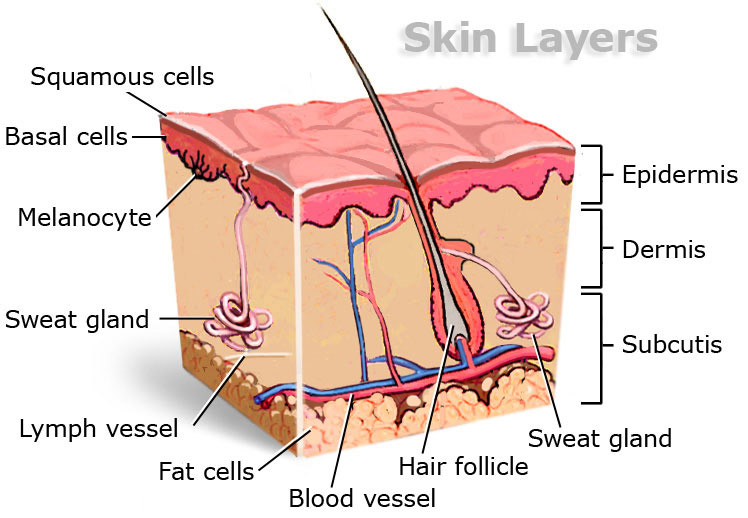 Skin Layers
Squamous cells
Basal cells
Melanocyte
Sweat gland
Lymph vessel
Fat cells
Blood vessel
Hair follicle
Sweat gland
Epidermis
Dermis
Subcutis